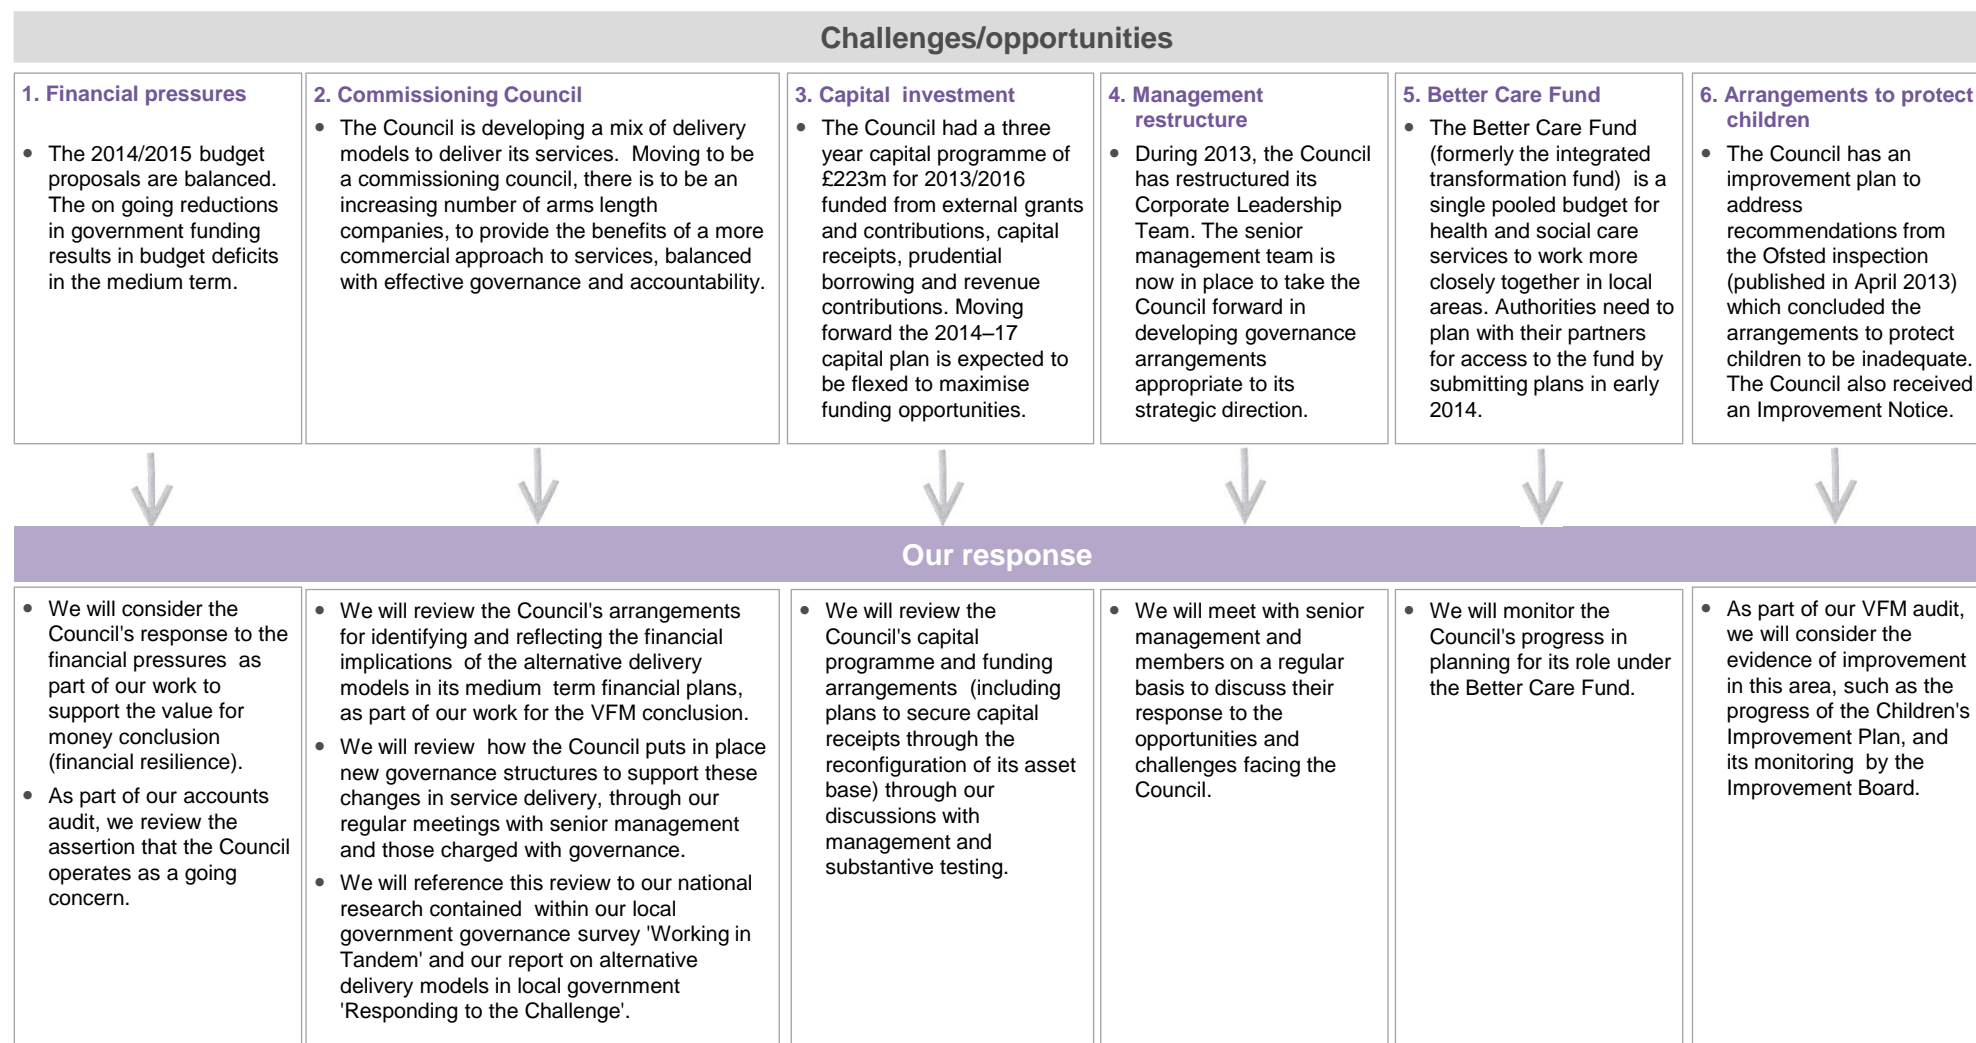 Challenges/opportunities
1. Financial pressures
The 2014/2015 budget
proposals are balanced.
The on going reductions
in government funding
results in budget deficits
in the medium term.
2. Commissioning Council
The Council is developing a mix of delivery
models to deliver its services. Moving to be
a commissioning council, there is to be an
increasing number of arms length
companies, to provide the benefits of a more
commercial approach to services, balanced
with effective governance and accountability.
3. Capital investment
The Council had a three
year capital programme of
£223m for 2013/2016
funded from external grants
and contributions, capital
receipts, prudential
borrowing and revenue
contributions. Moving
forward the 2014–17
capital plan is expected to
be flexed to maximise
funding opportunities.
4. Management
restructure
During 2013, the Council
has restructured its
Corporate Leadership
Team. The senior
management team is
now in place to take the
Council forward in
developing governance
arrangements
appropriate to its
strategic direction.
5. Better Care Fund
The Better Care Fund
(formerly the integrated
transformation fund) is a
single pooled budget for
health and social care
services to work more
closely together in local
areas. Authorities need to
plan with their partners
for access to the fund by
submitting plans in early
2014.
6. Arrangements to protect
children
The Council has an
improvement plan to
address
recommendations from
the Ofsted inspection
(published in April 2013)
which concluded the
arrangements to protect
children to be inadequate.
The Council also received
an Improvement Notice.
Our response
We will consider the
Council's response to the
financial pressures as
part of our work to
support the value for
money conclusion
(financial resilience).
As part of our accounts
audit, we review the
assertion that the Council
operates as a going
concern.
We will review the Council's arrangements
for identifying and reflecting the financial
implications of the alternative delivery
models in its medium term financial plans,
as part of our work for the VFM conclusion.
We will review how the Council puts in place
new governance structures to support these
changes in service delivery, through our
regular meetings with senior management
and those charged with governance.
We will reference this review to our national
research contained within our local
government governance survey 'Working in
Tandem' and our report on alternative
delivery models in local government
'Responding to the Challenge'.
We will review the
Council's capital
programme and funding
arrangements (including
plans to secure capital
receipts through the
reconfiguration of its asset
base) through our
discussions with
management and
substantive testing.
We will meet with senior
management and
members on a regular
basis to discuss their
response to the
opportunities and
challenges facing the
Council.
We will monitor the
Council's progress in
planning for its role under
the Better Care Fund.
As part of our VFM audit,
we will consider the
evidence of improvement
in this area, such as the
progress of the Children's
Improvement Plan, and
its monitoring by the
Improvement Board.